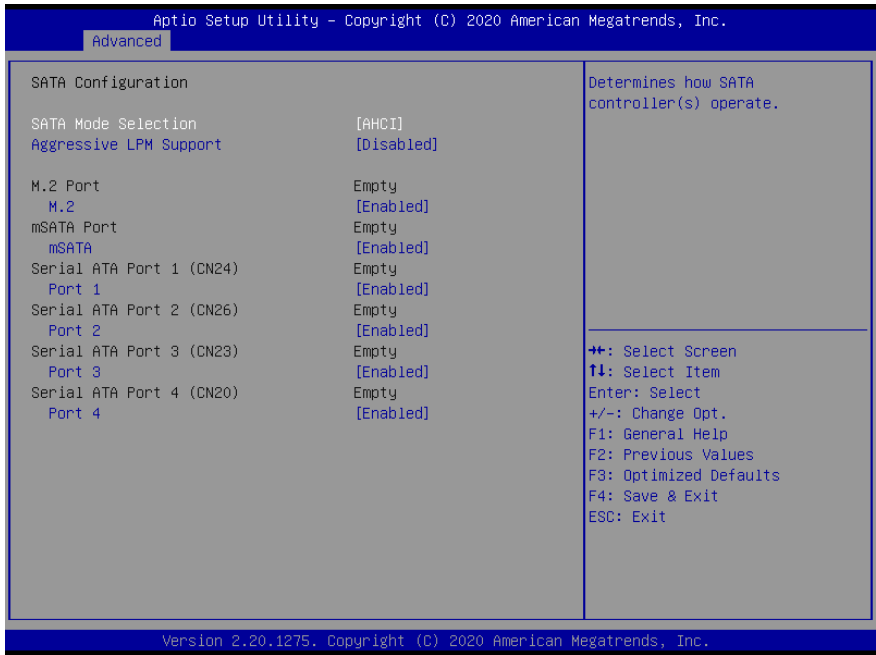 Aptio Setup Utility – Copyright (C) 2020 American Megatrends, Inc.
Advanced
SATA Configuration
SATA Mode Selection [AHCI]
Aggressive LPM Support [Disabled]
M.2 Port Empty
M.2 [Enabled]
mSATA Port Empty
mSATA [Enabled]
Serial ATA Port 1 (CN24) Empty
Port 1 [Enabled]
Serial ATA Port 2 (CN26) Empty
Port 2 [Enabled]
Serial ATA Port 3 (CN23) Empty
Port 3 [Enabled]
Serial ATA Port 4 (CN20) Empty
Port 4 [Enabled]
Determines how SATA
controller(s) operate.
→←: Select Screen
↑↓: Select Item
Enter: Select
+/-: Change Opt.
F1: General Help
F2: Previous Values
F3: Optimized Defaults
F4: Save & Exit
ESC: Exit
Version 2.20.1275. Copyright (C) 2020 American Megatrends, Inc.